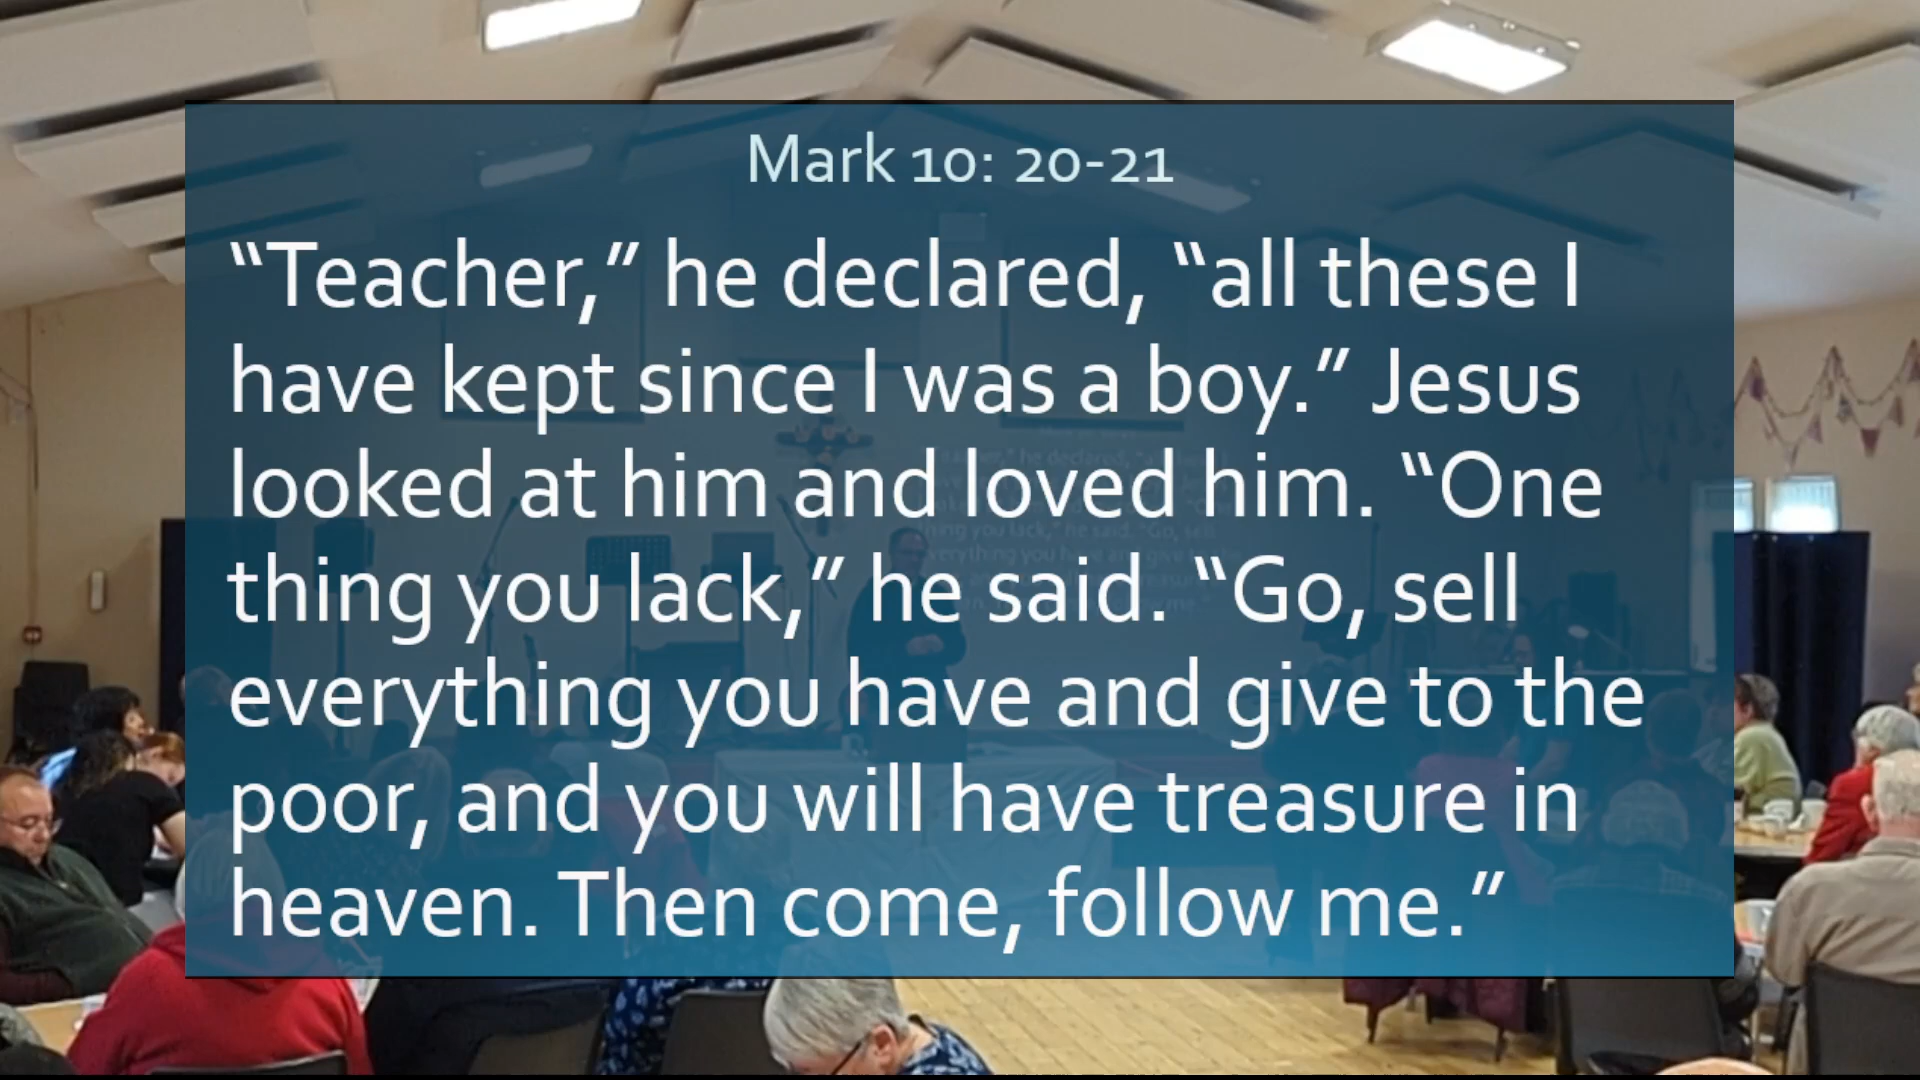 Mark 10: 20-21
“Teacher,” he declared, “all these I
have kept since I was a boy.” Jesus
looked at him and loved him. “One
thing you lack,” he said. “Go, sell
everything you have and give to the
poor, and you will have treasure in
heaven. Then come, follow me.”